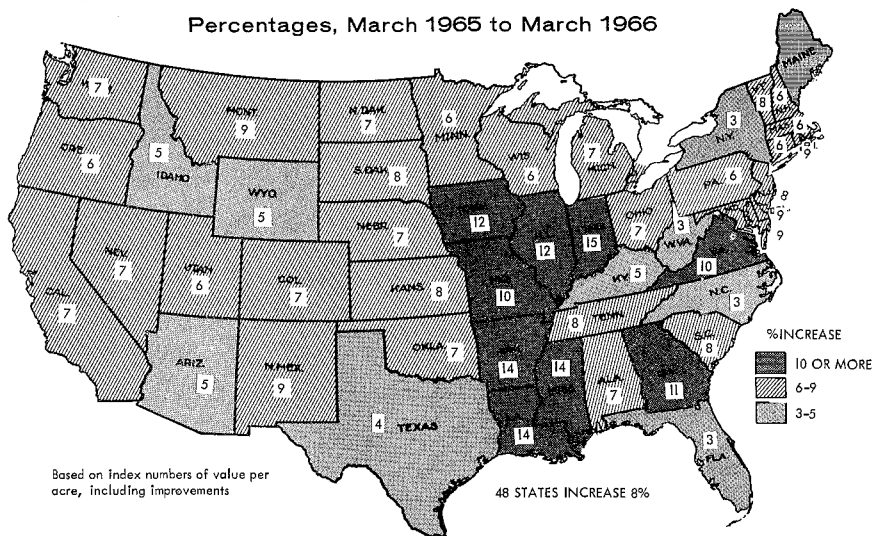 Percentages, March 1965 to March 1966
MAINE
7
MONT.
9
N.DAK.
7
6
MINN.
ORE.
6
5
IDAHO
WYO.
5
S.DAK.
8
WIS.
6
7
MICH.
3
N.Y.
VT.
8
6
6
6
9
PA.
6
8
9
9
NEV.
7
UTAH
6
COL.
7
NEBR.
7
12
12
15
OHIO
7
3
W.VA.
10
CAL.
7
KANS.
8
10
KY.
5
N.C.
3
ARIZ.
5
N.MEX.
9
OKLA.
7
14
14
8
TENN.
S.C.
8
ALA.
7
11
4
TEXAS
14
3
FLA.
%INCREASE
10 OR MORE
6-9
3-5
Based on index numbers of value per
acre, including improvements
48 STATES INCREASE 8%